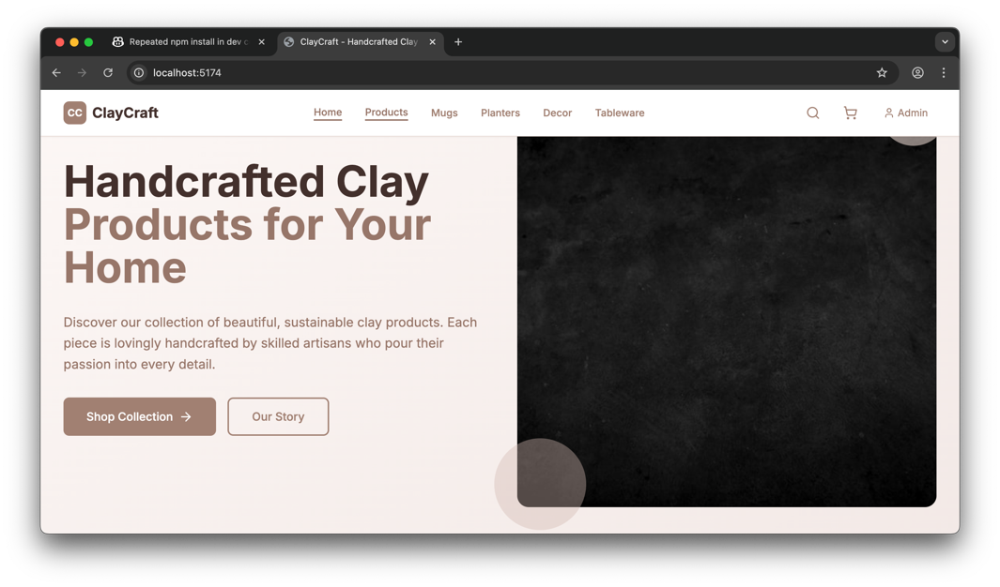 Repeated npm install in dev c
ClayCraft - Handcrafted Clay
localhost:5174
CC ClayCraft
Home Products Mugs Planters Decor Tableware
Admin
Handcrafted Clay
Products for Your
Home
Discover our collection of beautiful, sustainable clay products. Each
piece is lovingly handcrafted by skilled artisans who pour their
passion into every detail.
Shop Collection →
Our Story